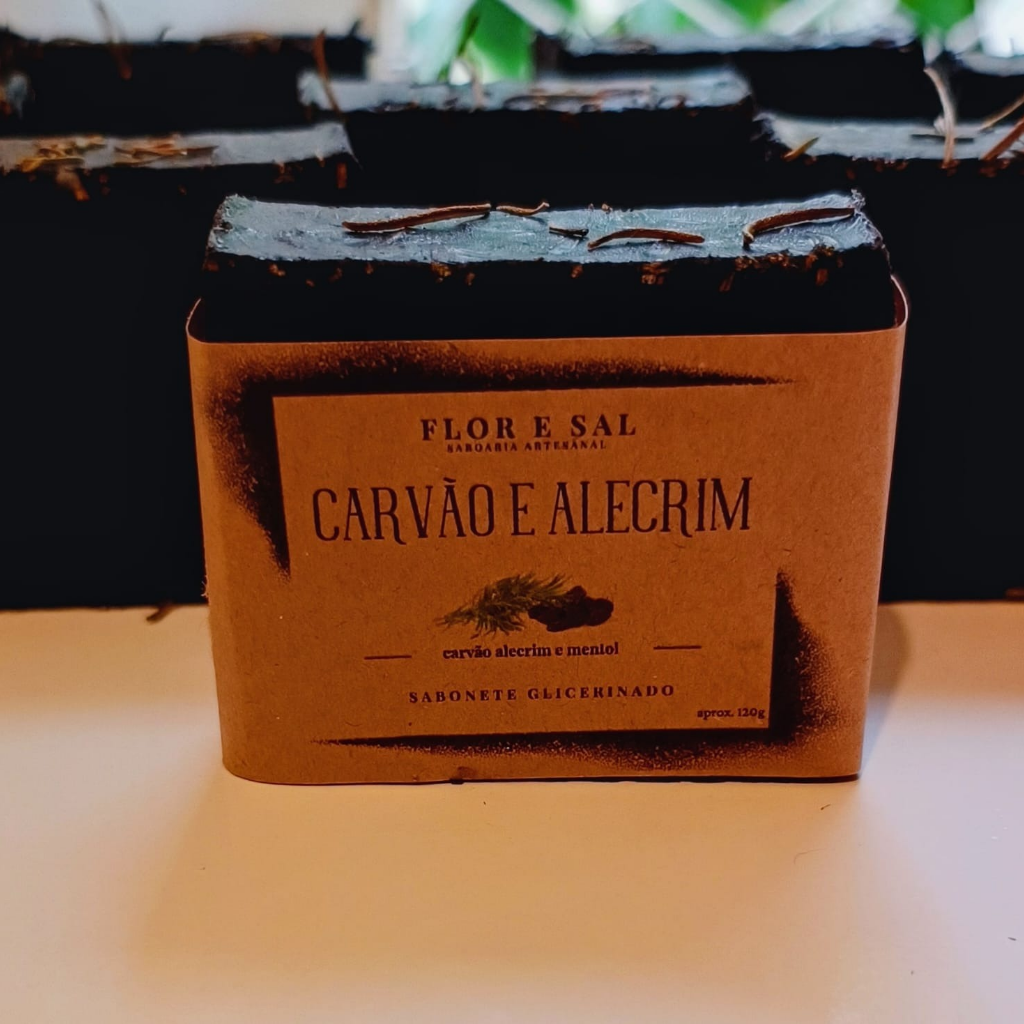 FLOR E SAL
SABOARIA ARTESANAL
CARVÃO E ALECRIM
carvão alecrim e mentol
SABONETE GLICERINADO
aprox. 120g